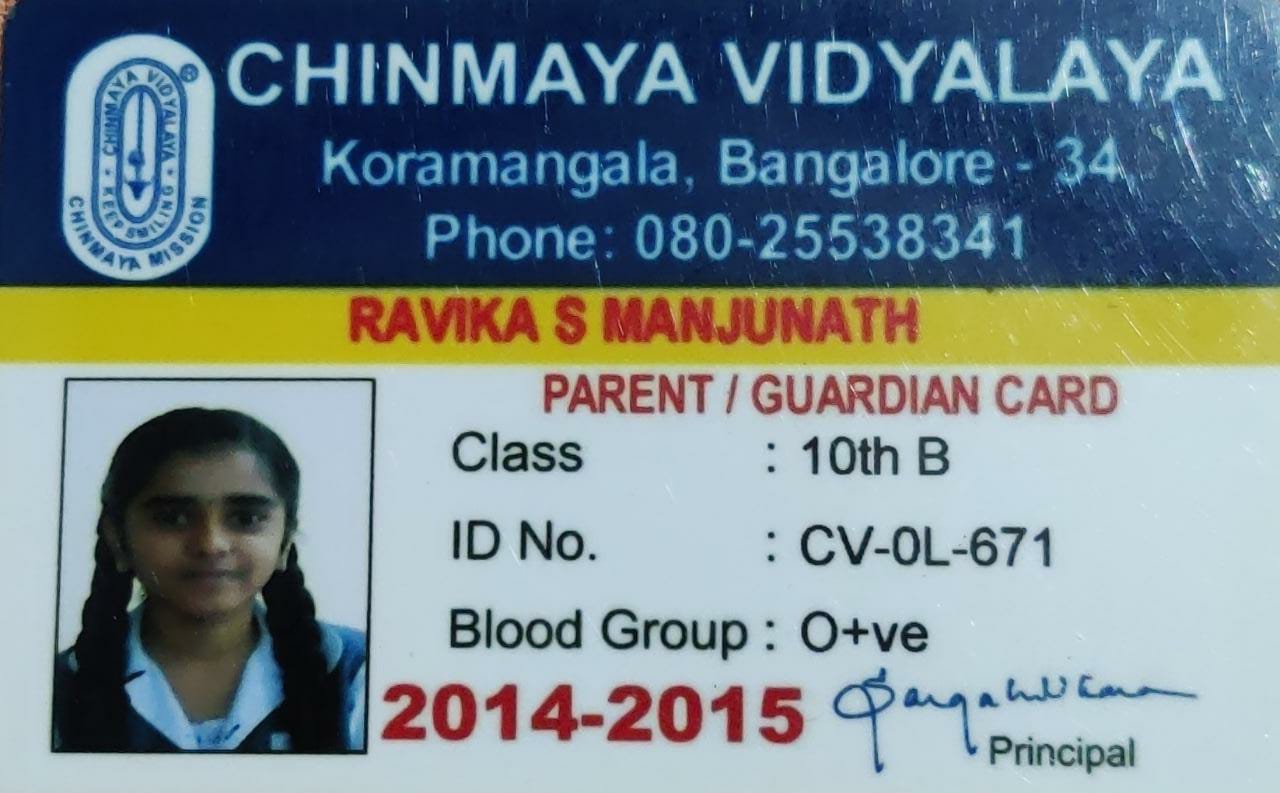 CHINMAYA VIDYALAYA
CHINMAYA VIDYALAYA • KEEP SMILING •
CHINMAYA MISSION
®
Koramangala, Bangalore - 34
Phone: 080-25538341
RAVIKA S MANJUNATH
PARENT / GUARDIAN CARD
Class : 10th B
ID No. : CV-0L-671
Blood Group : O+ve
2014-2015
Principal